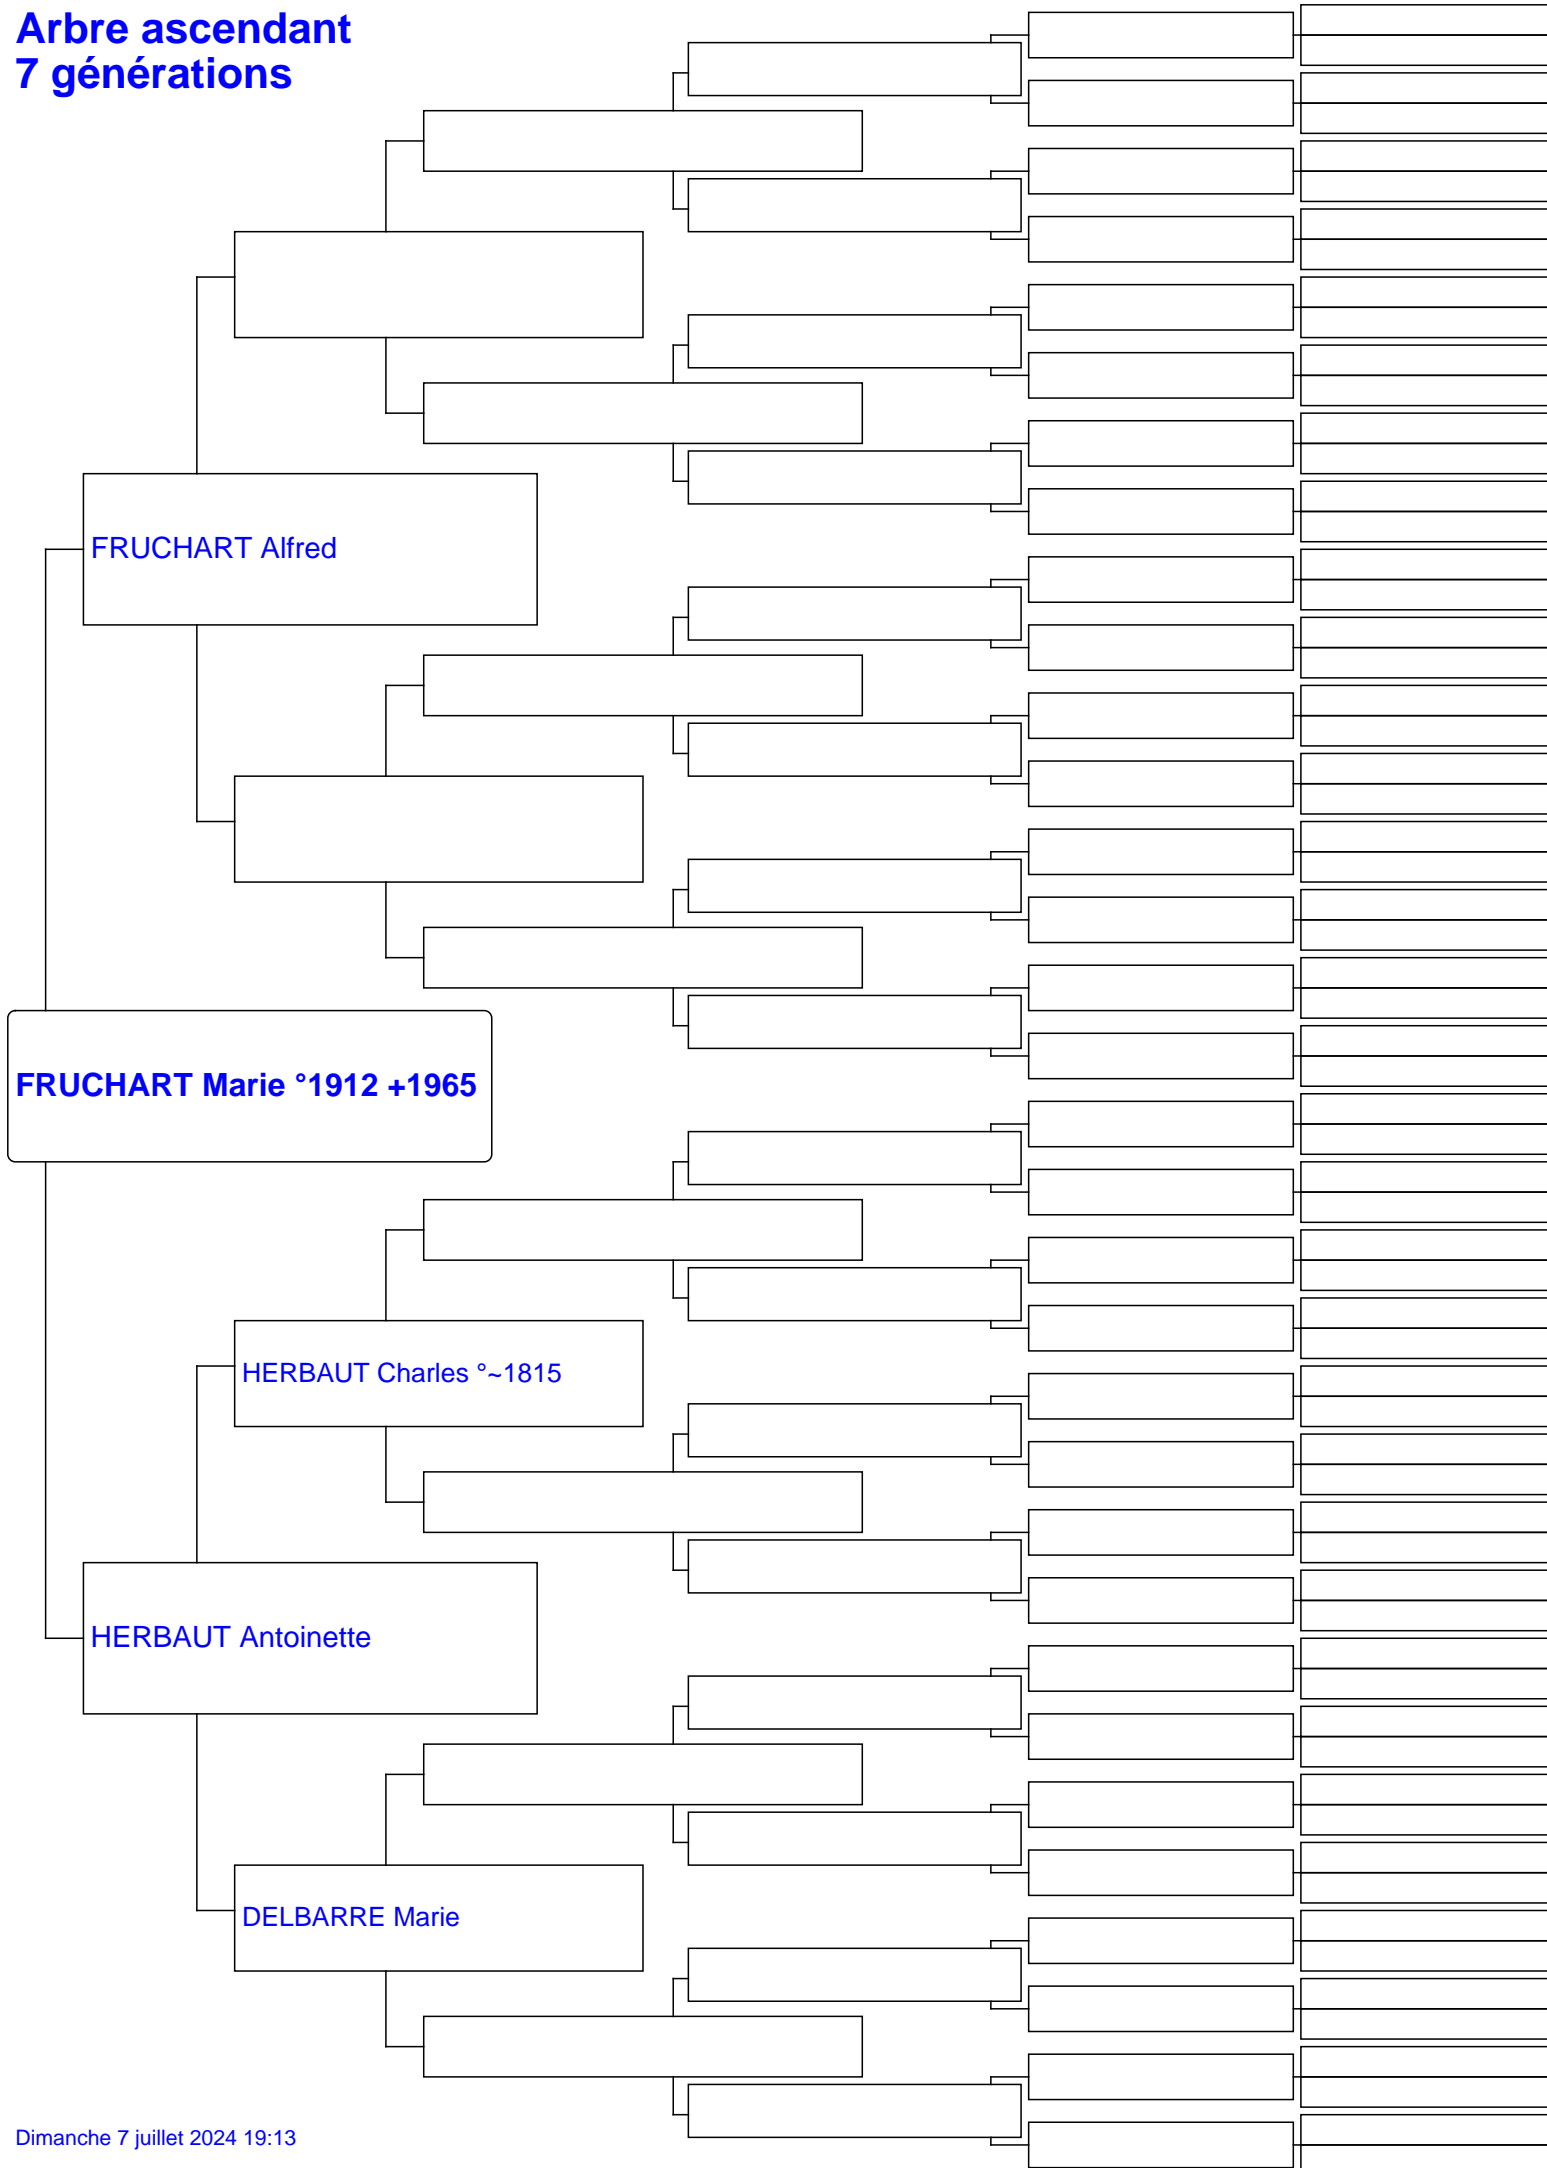 Arbre ascendant
7 générations
FRUCHART Alfred
FRUCHART Marie °1912 +1965
HERBAUT Charles °~1815
HERBAUT Antoinette
DELBARRE Marie
Dimanche 7 juillet 2024 19:13